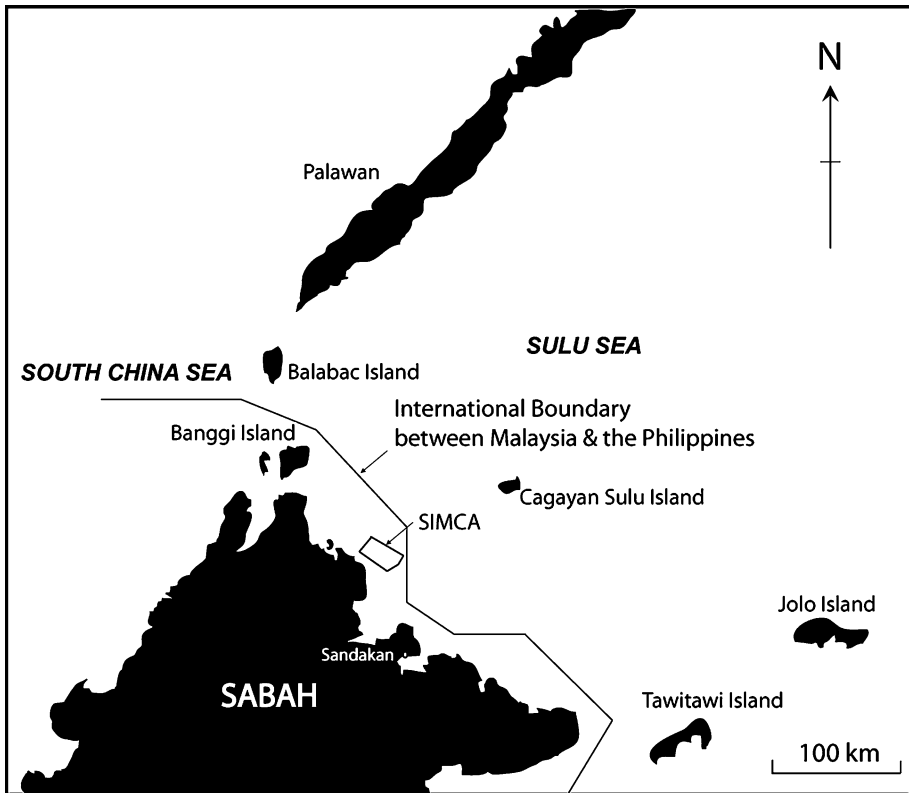 N
Palawan
SULU SEA
SOUTH CHINA SEA
Balabac Island
International Boundary
between Malaysia & the Philippines
Banggi Island
Cagayan Sulu Island
SIMCA
Jolo Island
Sandakan
SABAH
Tawitawi Island
100 km